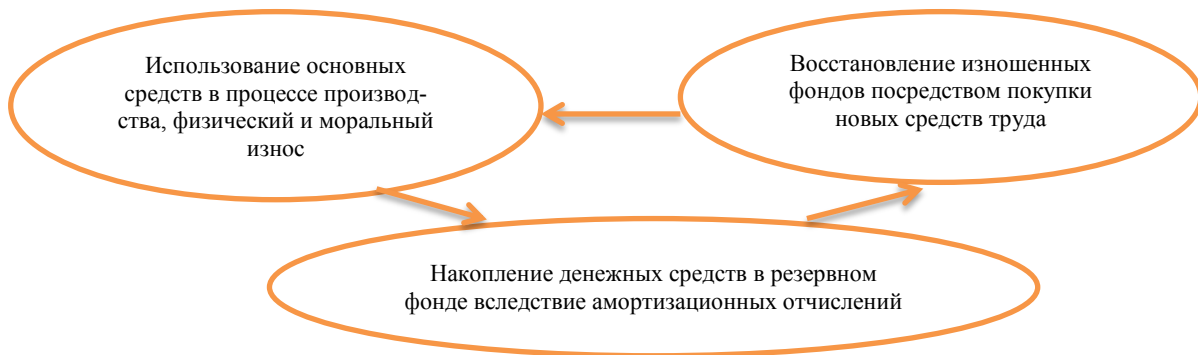 Использование основных
средств в процессе производ-
ства, физический и моральный
износ
Восстановление изношенных
фондов посредством покупки
новых средств труда
Накопление денежных средств в резервном
фонде вследствие амортизационных отчислений